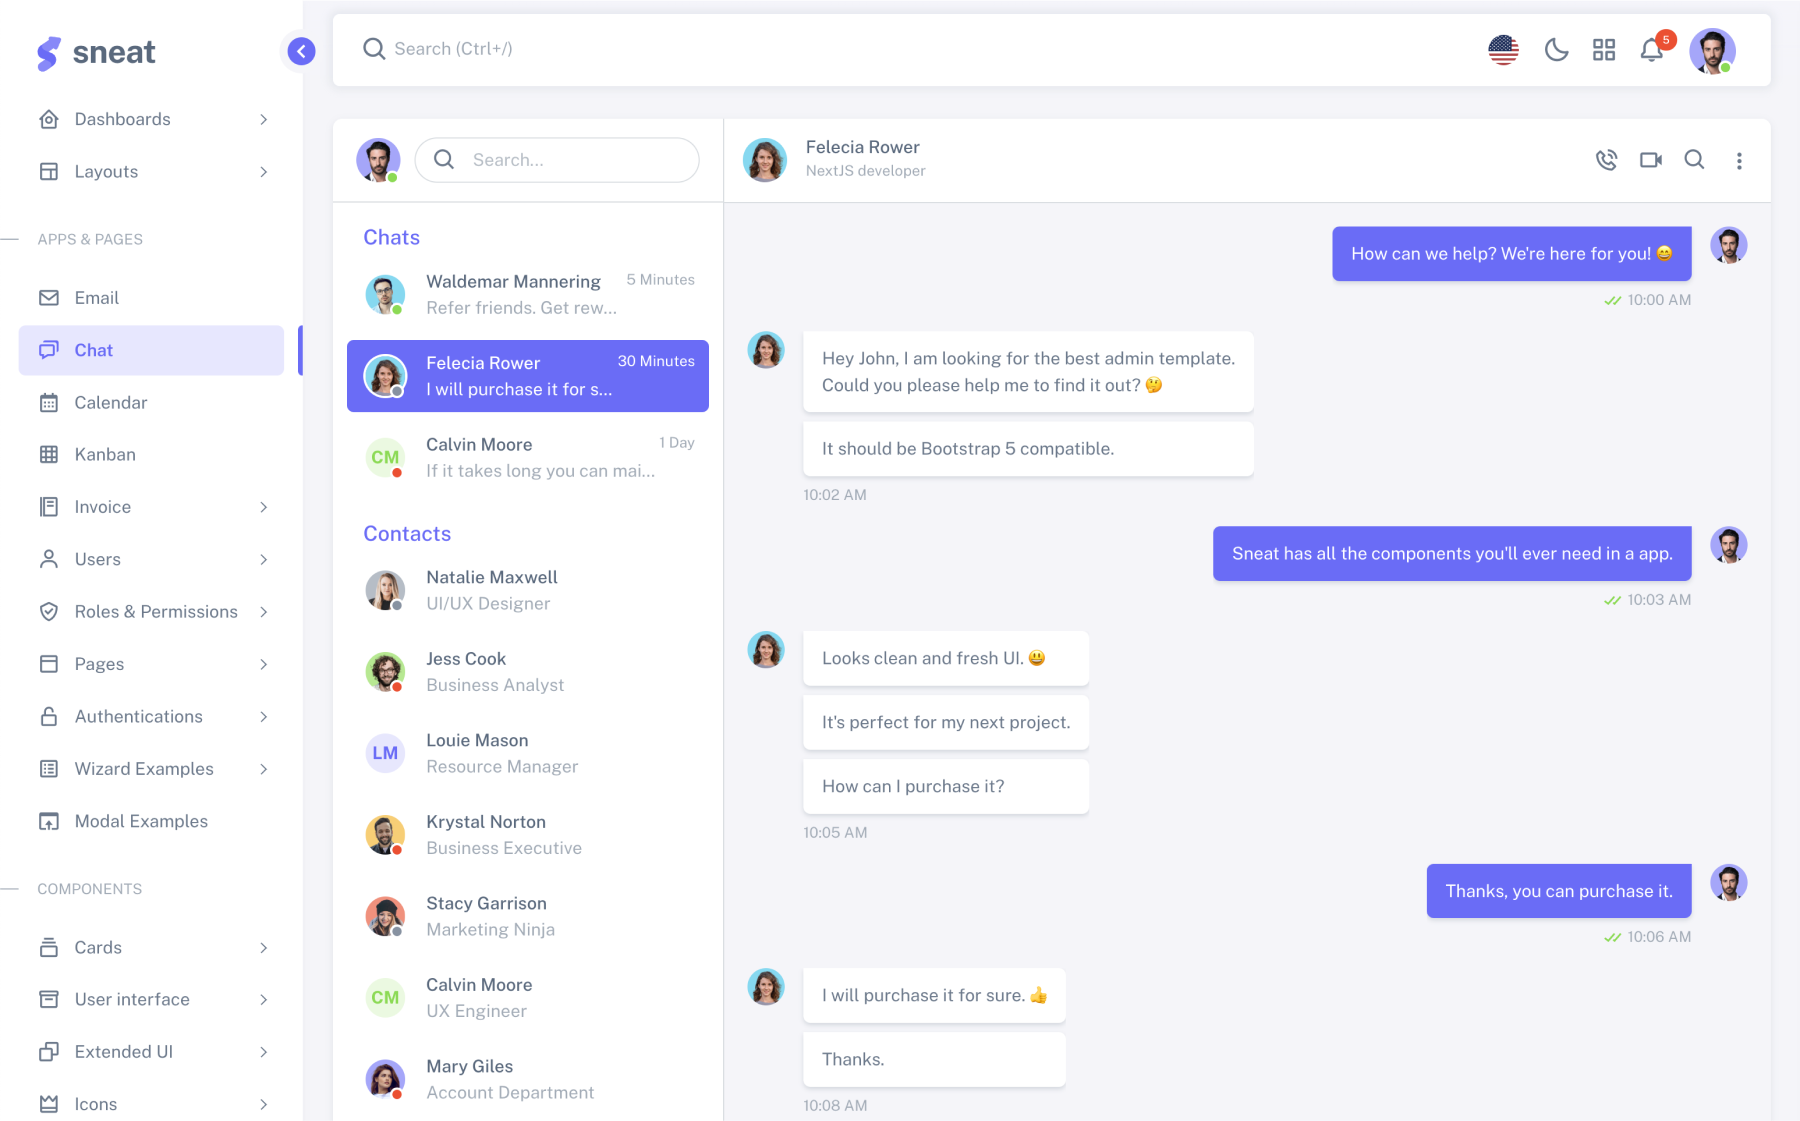 sneat
Dashboards
Layouts
APPS & PAGES
Email
Chat
Calendar
Kanban
Invoice
Users
Roles & Permissions
Pages
Authentications
Wizard Examples
Modal Examples
COMPONENTS
Cards
User interface
Extended UI
Icons
Search (Ctrl+/)
5
Search...
Chats
Waldemar Mannering
5 Minutes
Refer friends. Get rew...
Felecia Rower
30 Minutes
I will purchase it for s...
CM
Calvin Moore
1 Day
If it takes long you can mai...
Contacts
Natalie Maxwell
UI/UX Designer
Jess Cook
Business Analyst
LM
Louie Mason
Resource Manager
Krystal Norton
Business Executive
Stacy Garrison
Marketing Ninja
CM
Calvin Moore
UX Engineer
Mary Giles
Account Department
Felecia Rower
NextJS developer
How can we help? We're here for you! 😄
10:00 AM
Hey John, I am looking for the best admin template.
Could you please help me to find it out? 🤔
It should be Bootstrap 5 compatible.
10:02 AM
Sneat has all the components you'll ever need in a app.
10:03 AM
Looks clean and fresh UI. 😃
It's perfect for my next project.
How can I purchase it?
10:05 AM
Thanks, you can purchase it.
10:06 AM
I will purchase it for sure. 👍
Thanks.
10:08 AM